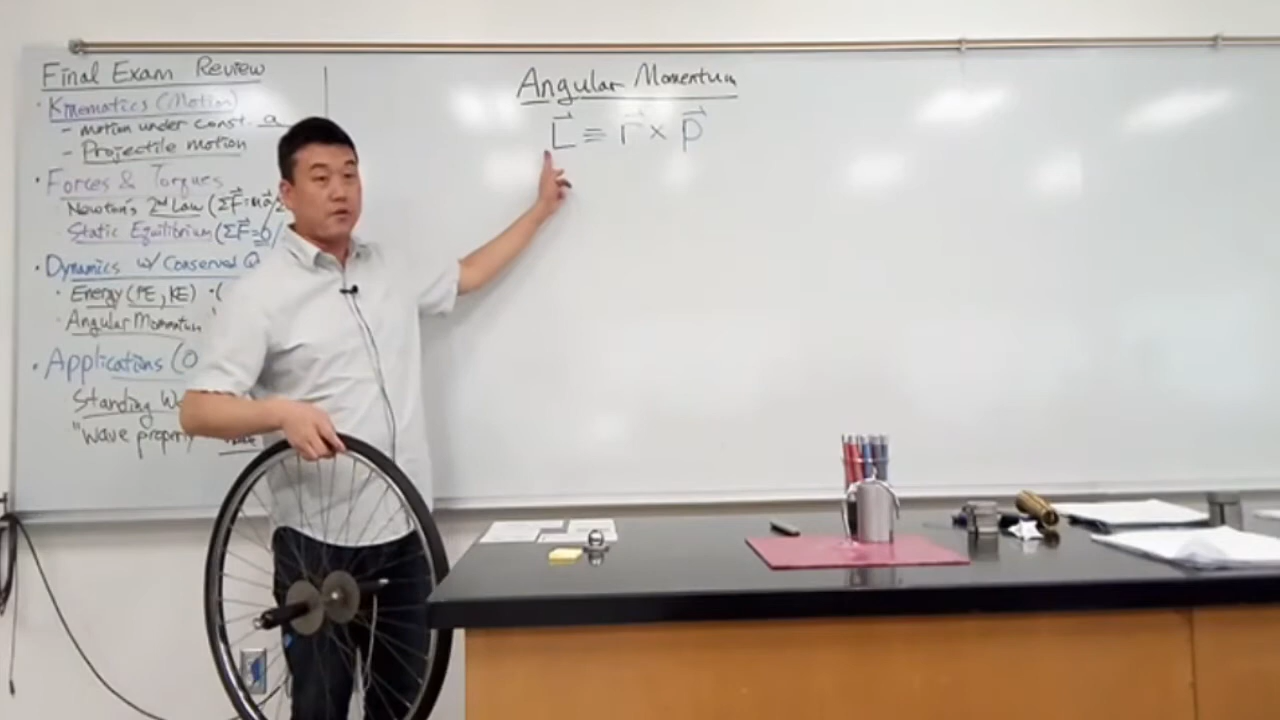 Final Exam Review
· Kinematics (Motion)
– motion under const. a
– Projectile motion
· Forces & Torques
· Newton's 2nd Law (ΣF⃗=ma⃗/
· Static Equilibrium (ΣF⃗=0/
· Dynamics w/ Conserved Q
· Energy (PE, KE) · (
· Angular Momentum
· Applications (O
Standing W
"Wave
Angular Momentum
L⃗ ≡ r⃗ × p⃗